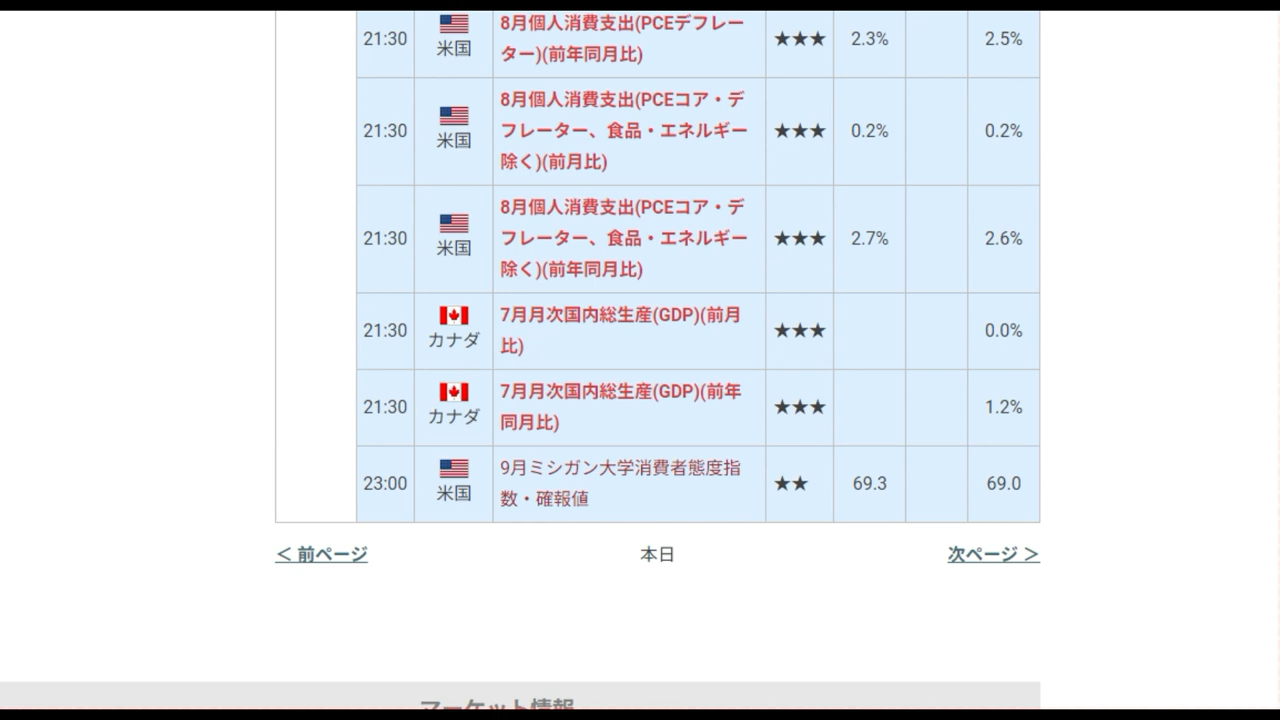 21:30 米国 8月個人消費支出(PCEデフレー
ター)(前年同月比) ★★★ 2.3% 2.5%
21:30 米国 8月個人消費支出(PCEコア・デ
フレーター、食品・エネルギー
除く)(前月比) ★★★ 0.2% 0.2%
21:30 米国 8月個人消費支出(PCEコア・デ
フレーター、食品・エネルギー
除く)(前年同月比) ★★★ 2.7% 2.6%
21:30 カナダ 7月月次国内総生産(GDP)(前月
比) ★★★ 0.0%
21:30 カナダ 7月月次国内総生産(GDP)(前年
同月比) ★★★ 1.2%
23:00 米国 9月ミシガン大学消費者態度指
数・確報値 ★★ 69.3 69.0
＜ 前ページ 本日 次ページ ＞
マーケット情報